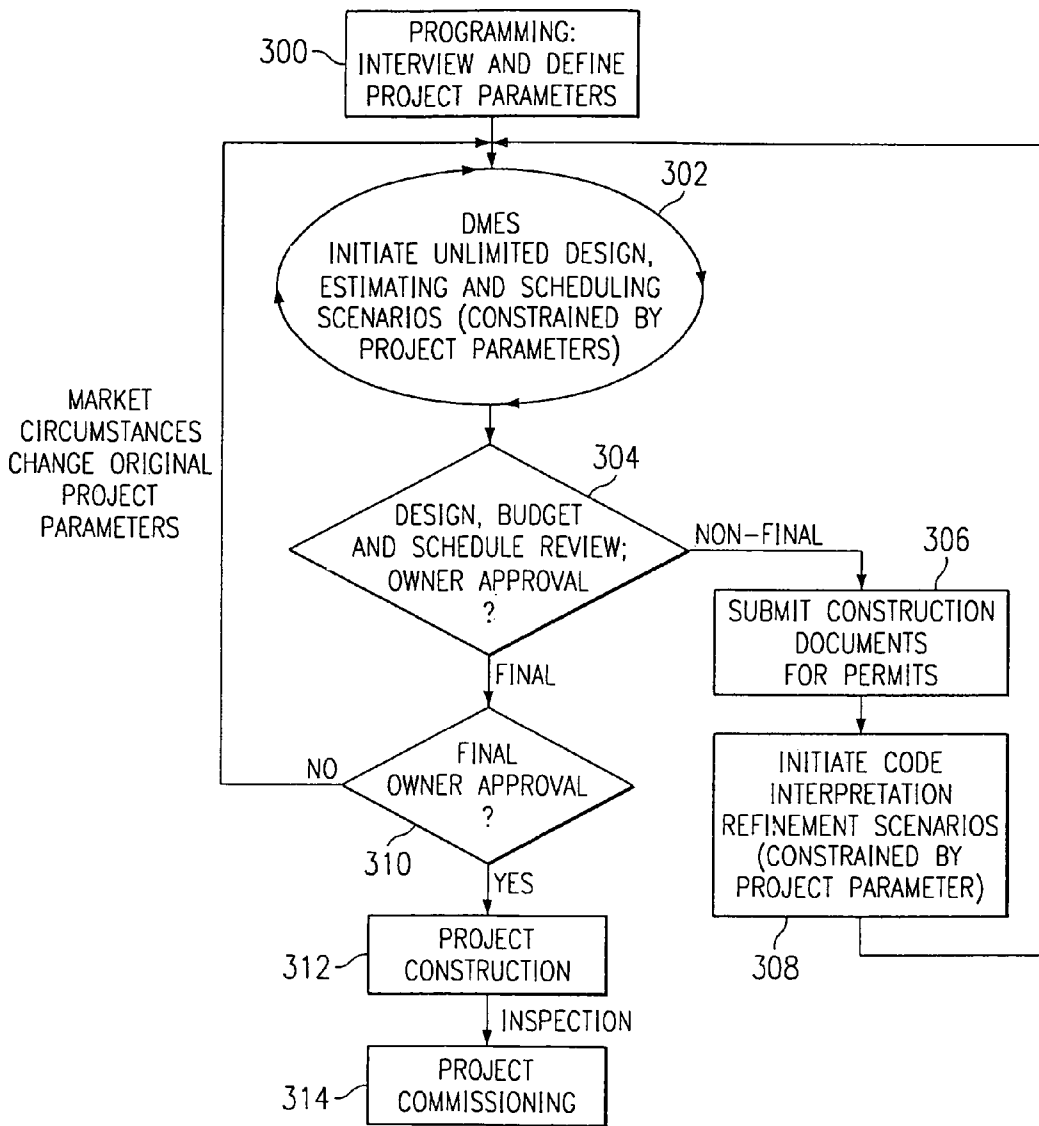 PROGRAMMING:
INTERVIEW AND DEFINE
PROJECT PARAMETERS
300
302
DMES
INITIATE UNLIMITED DESIGN,
ESTIMATING AND SCHEDULING
SCENARIOS (CONSTRAINED BY
PROJECT PARAMETERS)
MARKET
CIRCUMSTANCES
CHANGE ORIGINAL
PROJECT
PARAMETERS
304
DESIGN, BUDGET
AND SCHEDULE REVIEW;
OWNER APPROVAL
?
NON-FINAL
306
SUBMIT CONSTRUCTION
DOCUMENTS
FOR PERMITS
FINAL
FINAL
OWNER APPROVAL
?
NO
310
INITIATE CODE
INTERPRETATION
REFINEMENT SCENARIOS
(CONSTRAINED BY
PROJECT PARAMETER)
308
YES
312
PROJECT
CONSTRUCTION
INSPECTION
314
PROJECT
COMMISSIONING